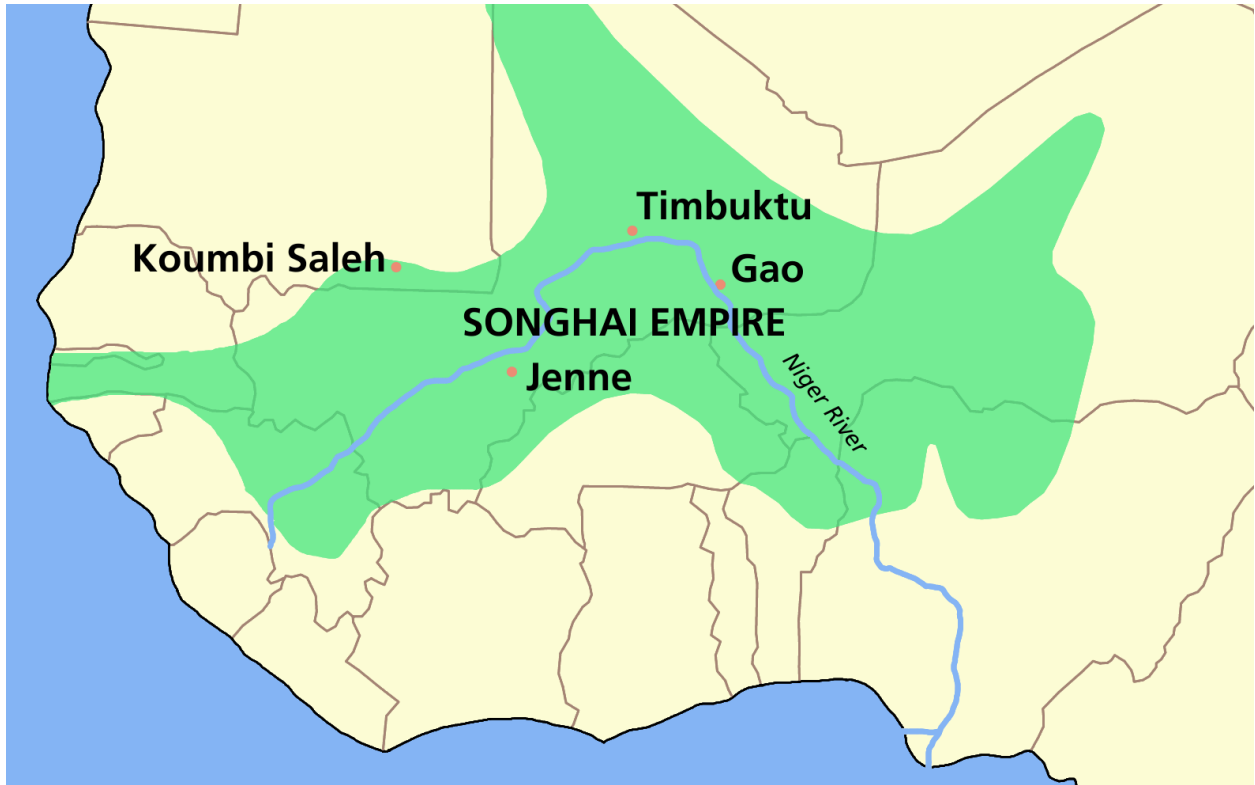 Timbuktu
Koumbi Saleh
Gao
SONGHAI EMPIRE
Jenne
Niger River